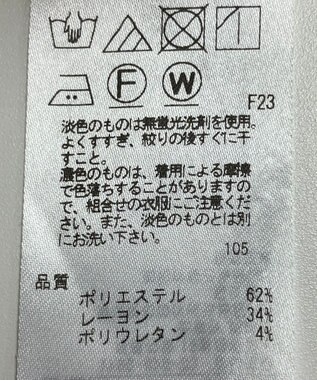 F
W
F23
淡色のものは無蛍光洗剤を使用。
よくすすぎ、絞りの後すぐに干
すこと。
濃色のものは、着用による摩擦
で色落ちすることがありますの
で、組合せの衣服にご注意くだ
さい。また、淡色のものとは別
にお洗い下さい。
105
品質
ポリエステル 62%
レーヨン 34%
ポリウレタン 4%